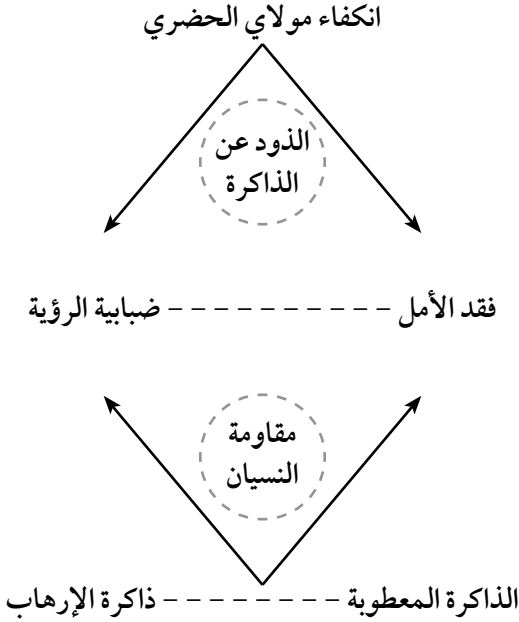 انكفاء مولاي الحضري
الذود عن
الذاكرة
فقد الأمل - - - - - - - - - - ضبابية الرؤية
مقاومة
النسيان
الذاكرة المعطوبة - - - - - - - - ذاكرة الإرهاب